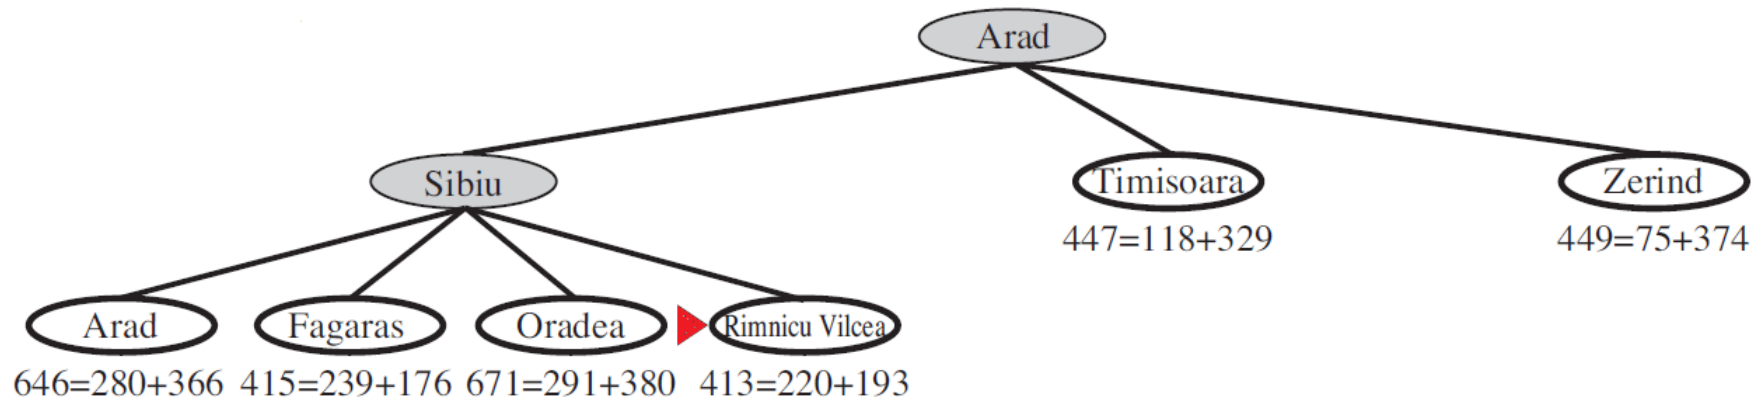 Arad
Sibiu Timisoara Zerind
447=118+329 449=75+374
Arad Fagaras Oradea Rimnicu Vilcea
646=280+366 415=239+176 671=291+380 413=220+193